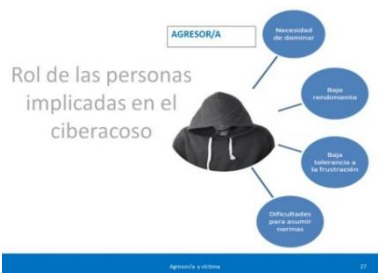 AGRESOR/A
Rol de las personas
implicadas en el
ciberacoso
Necesidad
de dominar
Bajo
rendimiento
Baja
tolerancia a
la frustración
Dificultades
para asumir
normas
Agresor/a y víctima
27